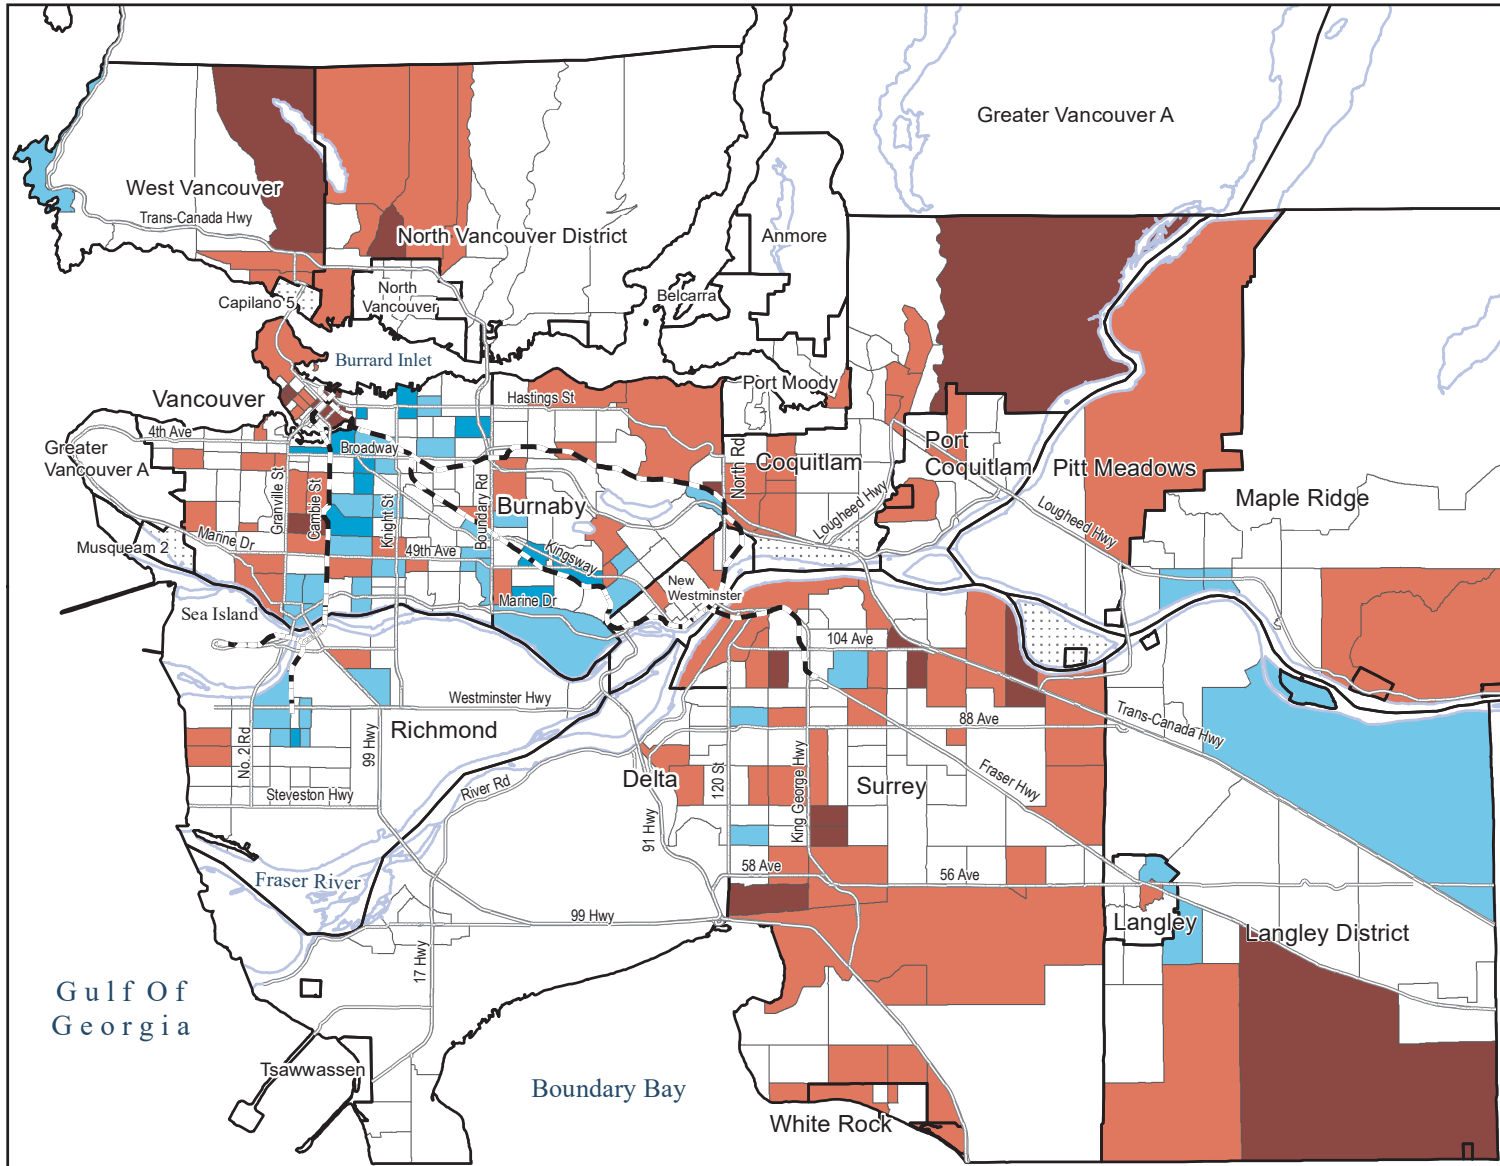 Greater Vancouver A
West Vancouver
Trans-Canada Hwy
North Vancouver District
Anmore
Capilano 5
North
Vancouver
Belcarra
Burrard Inlet
Port Moody
Vancouver
Hastings St
4th Ave
Broadway
Greater
Vancouver A
North Rd
Coquitlam
Port
Coquitlam
Pitt Meadows
Maple Ridge
Granville St
Cambie St
Knight St
Boundary Rd
Burnaby
Lougheed Hwy
Lougheed Hwy
Musqueam 2
Marine Dr
49th Ave
Kingsway
New
Westminster
Marine Dr
Sea Island
104 Ave
Westminster Hwy
Richmond
No. 2 Rd
99 Hwy
88 Ave
Trans-Canada Hwy
Delta
120 St
King George Hwy
Surrey
Fraser Hwy
River Rd
Steveston Hwy
91 Hwy
58 Ave
56 Ave
Fraser River
99 Hwy
Langley
Langley District
17 Hwy
Gulf Of
Georgia
Tsawwassen
Boundary Bay
White Rock